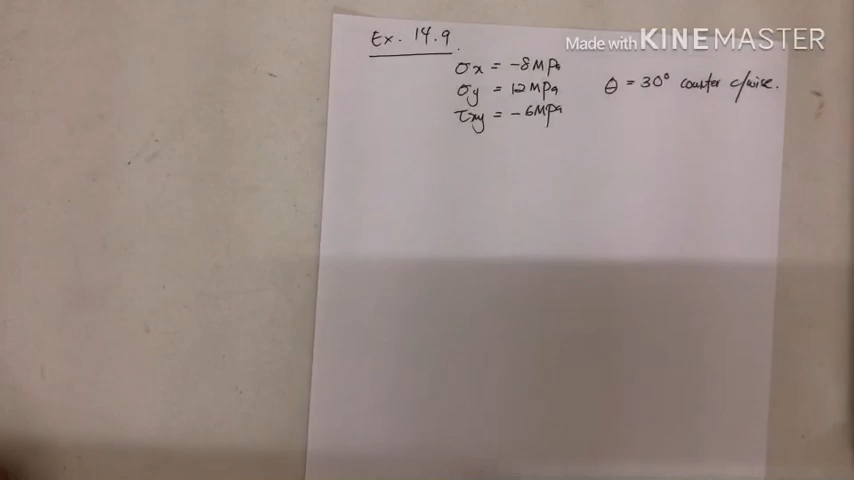 Made with KINEMASTER
Ex. 14.9.
σx = -8MPa
σy = 12MPa
τxy = -6MPa
θ = 30° counter c/wise.